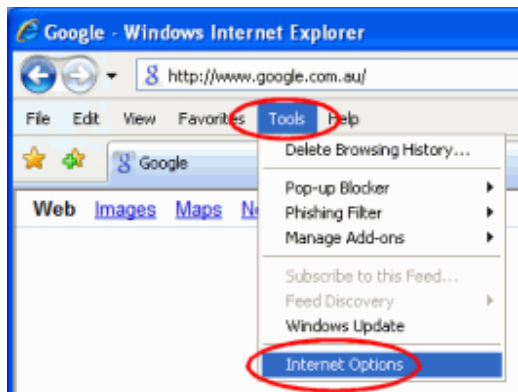 Google - Windows Internet Explorer
http://www.google.com.au/
File Edit View Favorites Tools Help
Google
Web Images Maps
Delete Browsing History...
Pop-up Blocker
Phishing Filter
Manage Add-ons
Subscribe to this Feed...
Feed Discovery
Windows Update
Internet Options